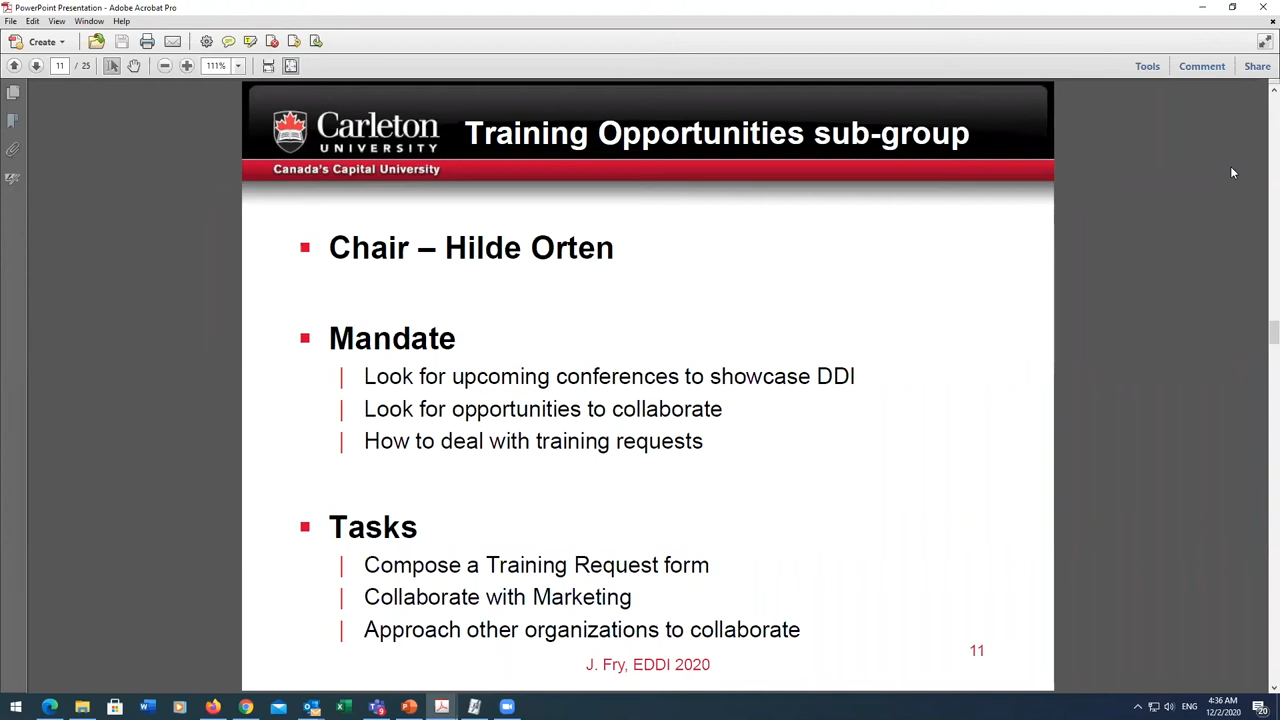 PowerPoint Presentation - Adobe Acrobat Pro
File Edit View Window Help
Create
11 / 25 111% Tools Comment Share
Carleton
UNIVERSITY
Canada's Capital University
Training Opportunities sub-group
Chair – Hilde Orten
Mandate
Look for upcoming conferences to showcase DDI
Look for opportunities to collaborate
How to deal with training requests
Tasks
Compose a Training Request form
Collaborate with Marketing
Approach other organizations to collaborate
11
J. Fry, EDDI 2020
ENG
4:36 AM
12/2/2020
20